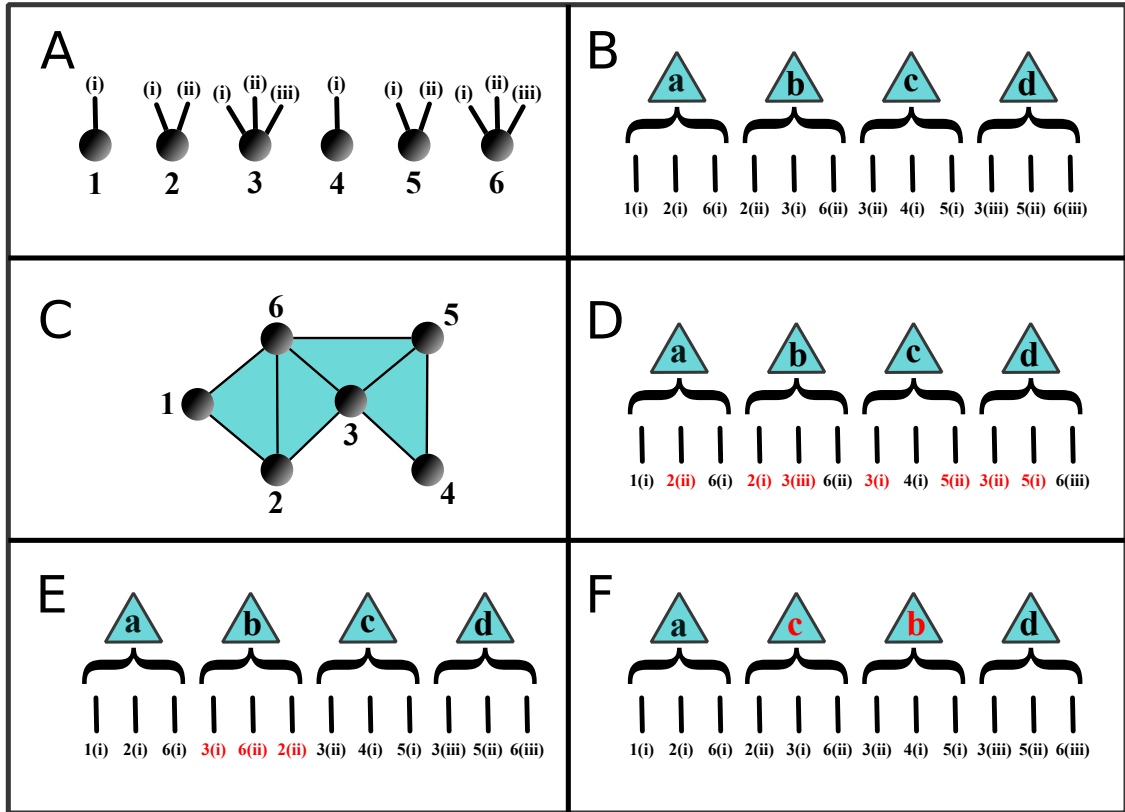 A
(i) (i) (ii) (i) (ii) (iii) (i) (i) (ii) (i) (ii) (iii)
1 2 3 4 5 6
B
a b c d
1(i) 2(i) 6(i) 2(ii) 3(i) 6(ii) 3(ii) 4(i) 5(i) 3(iii) 5(ii) 6(iii)
C
6 5
1
3
2 4
D
a b c d
1(i) 2(ii) 6(i) 2(i) 3(iii) 6(ii) 3(i) 4(i) 5(ii) 3(ii) 5(i) 6(iii)
E
a b c d
1(i) 2(i) 6(i) 3(i) 6(ii) 2(ii) 3(ii) 4(i) 5(i) 3(iii) 5(ii) 6(iii)
F
a c b d
1(i) 2(i) 6(i) 2(ii) 3(i) 6(ii) 3(ii) 4(i) 5(i) 3(iii) 5(ii) 6(iii)